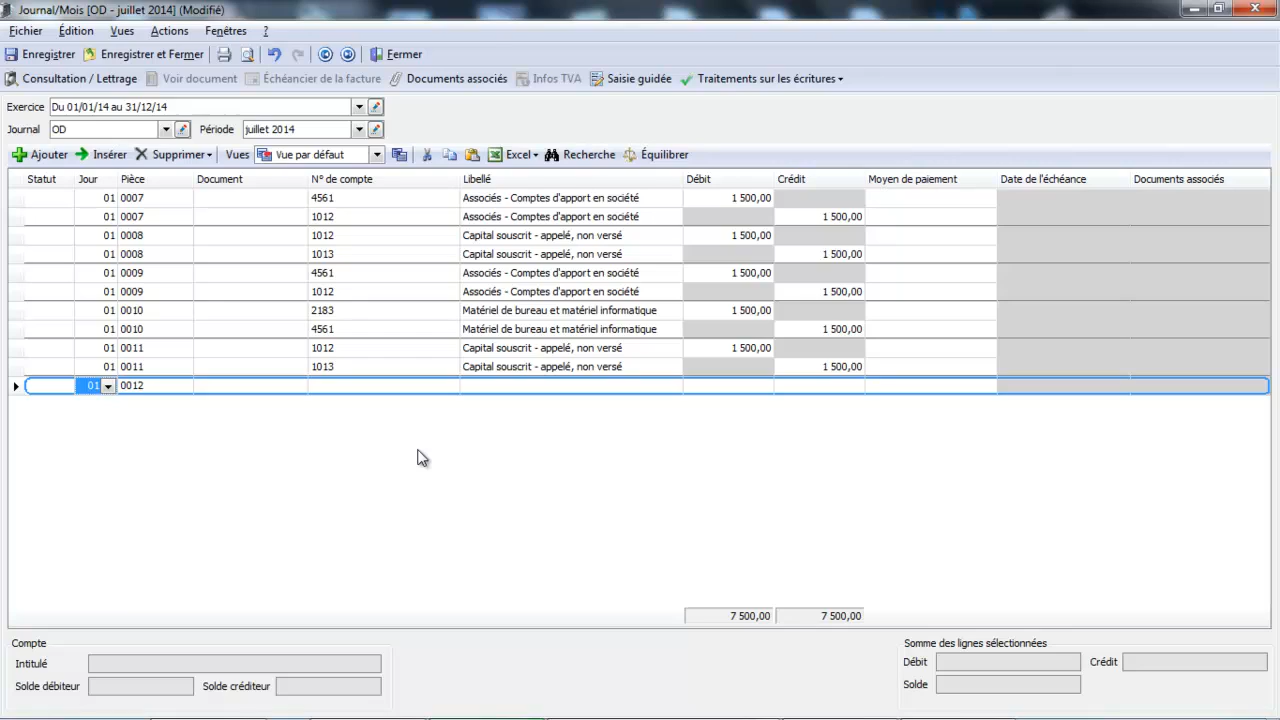 Journal/Mois [OD - juillet 2014] (Modifié)
Fichier Édition Vues Actions Fenêtres ?
Enregistrer Enregistrer et Fermer Fermer
Consultation / Lettrage Voir document Échéancier de la facture Documents associés Infos TVA Saisie guidée Traitements sur les écritures
Exercice Du 01/01/14 au 31/12/14
Journal OD Période juillet 2014
Ajouter Insérer Supprimer Vues Vue par défaut Excel Recherche Équilibrer
Statut Jour Pièce Document N° de compte Libellé Débit Crédit Moyen de paiement Date de l'échéance Documents associés
01 0007 4561 Associés - Comptes d'apport en société 1 500,00
01 0007 1012 Associés - Comptes d'apport en société 1 500,00
01 0008 1012 Capital souscrit - appelé, non versé 1 500,00
01 0008 1013 Capital souscrit - appelé, non versé 1 500,00
01 0009 4561 Associés - Comptes d'apport en société 1 500,00
01 0009 1012 Associés - Comptes d'apport en société 1 500,00
01 0010 2183 Matériel de bureau et matériel informatique 1 500,00
01 0010 4561 Matériel de bureau et matériel informatique 1 500,00
01 0011 1012 Capital souscrit - appelé, non versé 1 500,00
01 0011 1013 Capital souscrit - appelé, non versé 1 500,00
01 0012
7 500,00 7 500,00
Compte Somme des lignes sélectionnées
Intitulé Débit Crédit
Solde débiteur Solde créditeur Solde